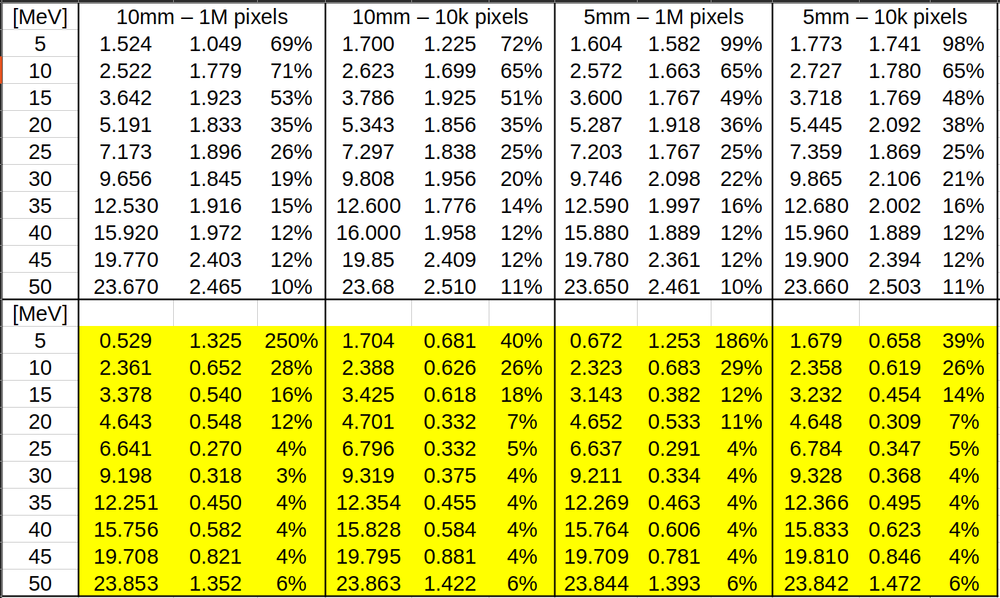 [MeV] 10mm – 1M pixels 10mm – 10k pixels 5mm – 1M pixels 5mm – 10k pixels
5 1.524 1.049 69% 1.700 1.225 72% 1.604 1.582 99% 1.773 1.741 98%
10 2.522 1.779 71% 2.623 1.699 65% 2.572 1.663 65% 2.727 1.780 65%
15 3.642 1.923 53% 3.786 1.925 51% 3.600 1.767 49% 3.718 1.769 48%
20 5.191 1.833 35% 5.343 1.856 35% 5.287 1.918 36% 5.445 2.092 38%
25 7.173 1.896 26% 7.297 1.838 25% 7.203 1.767 25% 7.359 1.869 25%
30 9.656 1.845 19% 9.808 1.956 20% 9.746 2.098 22% 9.865 2.106 21%
35 12.530 1.916 15% 12.600 1.776 14% 12.590 1.997 16% 12.680 2.002 16%
40 15.920 1.972 12% 16.000 1.958 12% 15.880 1.889 12% 15.960 1.889 12%
45 19.770 2.403 12% 19.85 2.409 12% 19.780 2.361 12% 19.900 2.394 12%
50 23.670 2.465 10% 23.68 2.510 11% 23.650 2.461 10% 23.660 2.503 11%
[MeV]
5 0.529 1.325 250% 1.704 0.681 40% 0.672 1.253 186% 1.679 0.658 39%
10 2.361 0.652 28% 2.388 0.626 26% 2.323 0.683 29% 2.358 0.619 26%
15 3.378 0.540 16% 3.425 0.618 18% 3.143 0.382 12% 3.232 0.454 14%
20 4.643 0.548 12% 4.701 0.332 7% 4.652 0.533 11% 4.648 0.309 7%
25 6.641 0.270 4% 6.796 0.332 5% 6.637 0.291 4% 6.784 0.347 5%
30 9.198 0.318 3% 9.319 0.375 4% 9.211 0.334 4% 9.328 0.368 4%
35 12.251 0.450 4% 12.354 0.455 4% 12.269 0.463 4% 12.366 0.495 4%
40 15.756 0.582 4% 15.828 0.584 4% 15.764 0.606 4% 15.833 0.623 4%
45 19.708 0.821 4% 19.795 0.881 4% 19.709 0.781 4% 19.810 0.846 4%
50 23.853 1.352 6% 23.863 1.422 6% 23.844 1.393 6% 23.842 1.472 6%